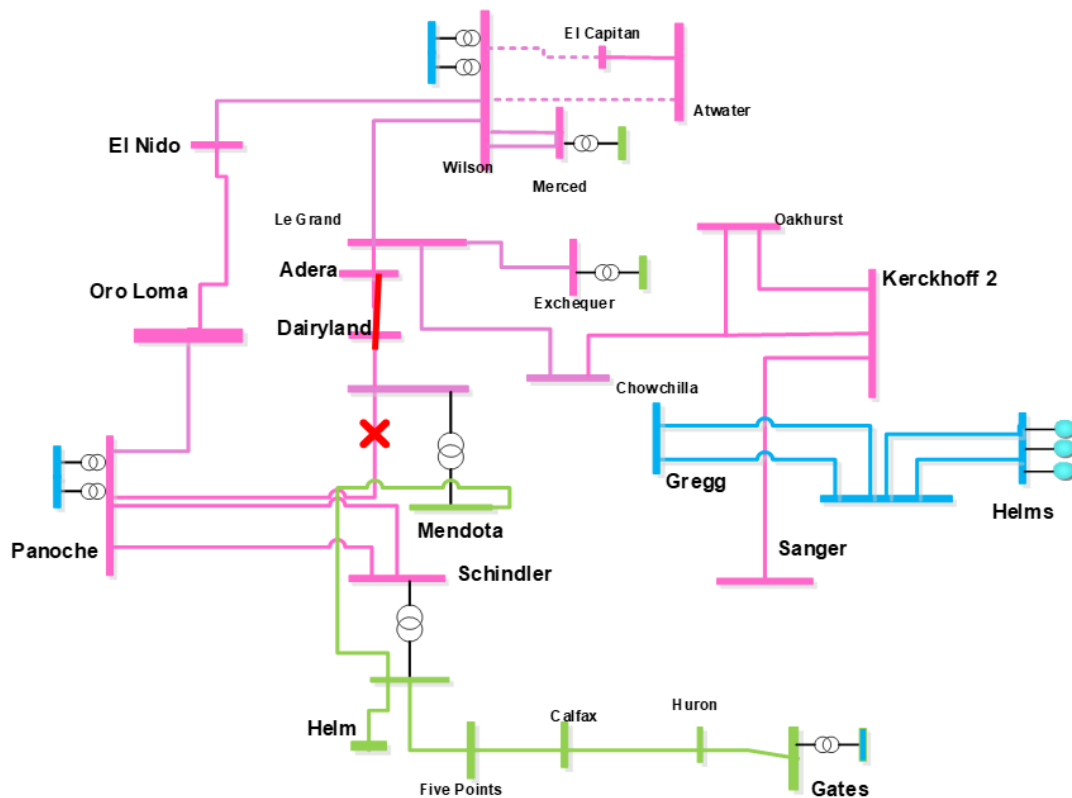 El Capitan
Atwater
El Nido
Wilson
Merced
Le Grand
Oakhurst
Adera
Kerckhoff 2
Oro Loma
Exchequer
Dairyland
Chowchilla
Gregg
Helms
Mendota
Panoche
Sanger
Schindler
Helm
Calfax
Huron
Five Points
Gates